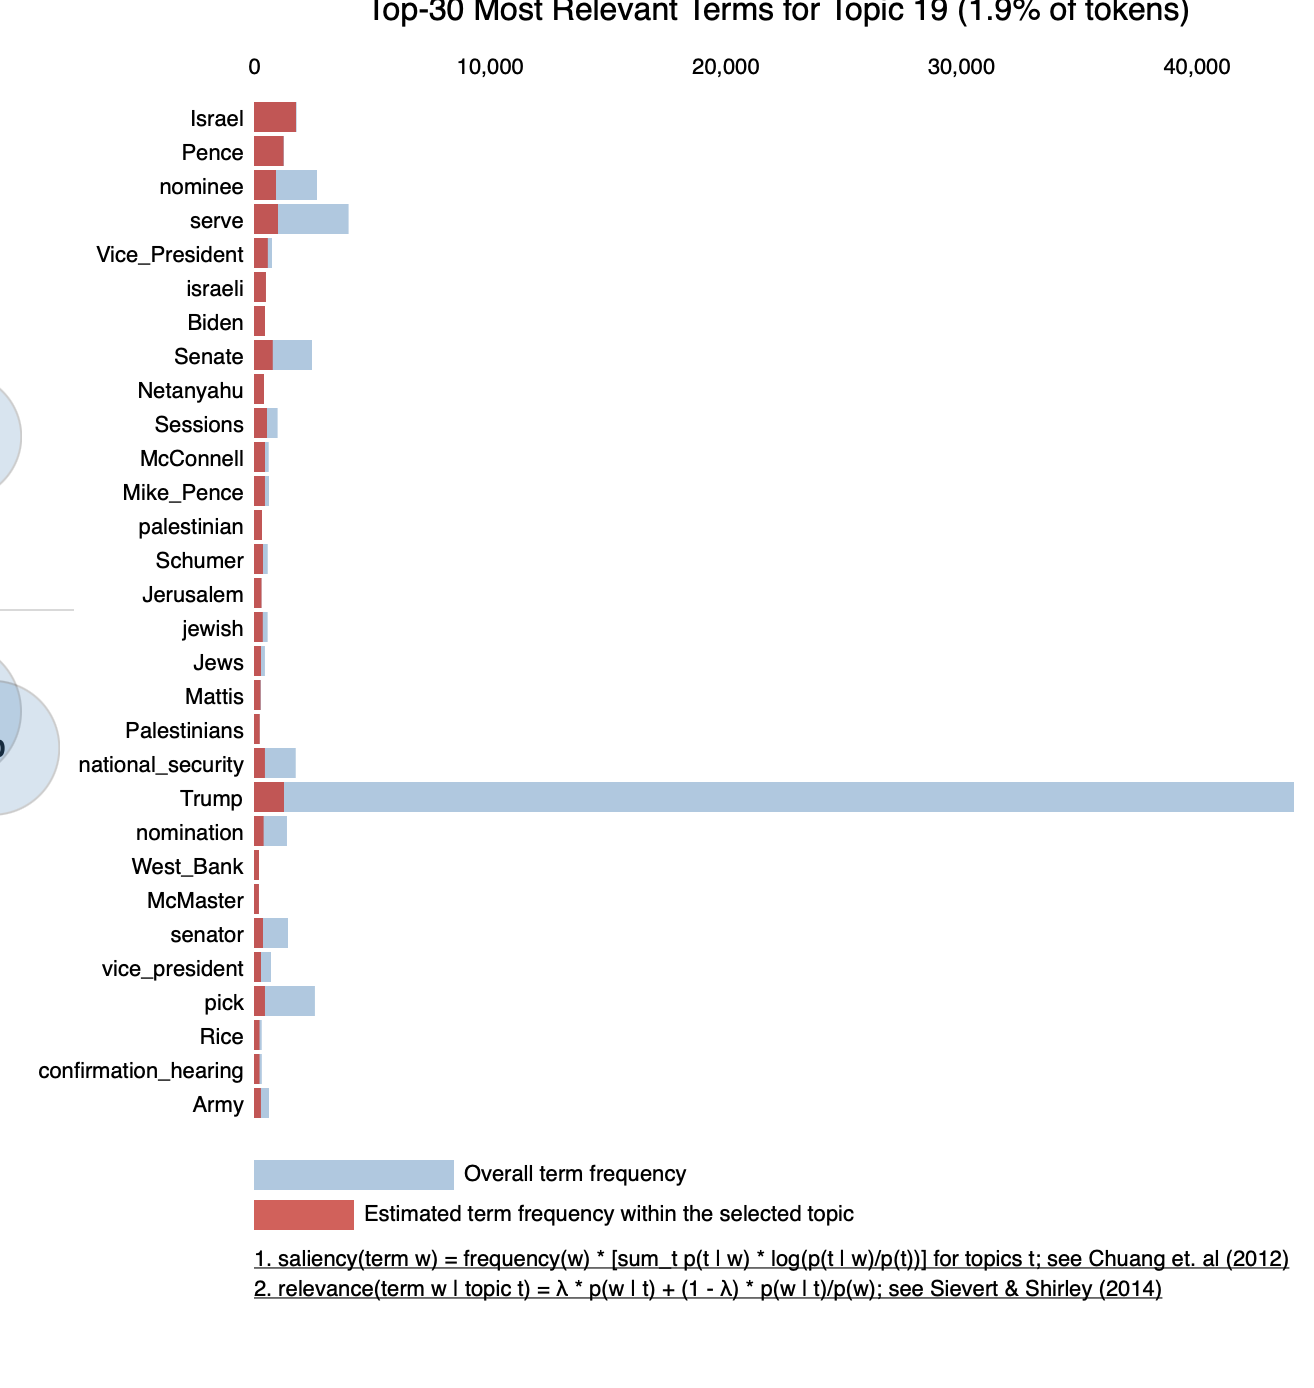 Top-30 Most Relevant Terms for Topic 19 (1.9% of tokens)
0 10,000 20,000 30,000 40,000
Israel
Pence
nominee
serve
Vice_President
israeli
Biden
Senate
Netanyahu
Sessions
McConnell
Mike_Pence
palestinian
Schumer
Jerusalem
jewish
Jews
Mattis
Palestinians
national_security
Trump
nomination
West_Bank
McMaster
senator
vice_president
pick
Rice
confirmation_hearing
Army
Overall term frequency
Estimated term frequency within the selected topic
1. saliency(term w) = frequency(w) * [sum_t p(t | w) * log(p(t | w)/p(t))] for topics t; see Chuang et. al (2012)
2. relevance(term w | topic t) = λ * p(w | t) + (1 - λ) * p(w | t)/p(w); see Sievert & Shirley (2014)